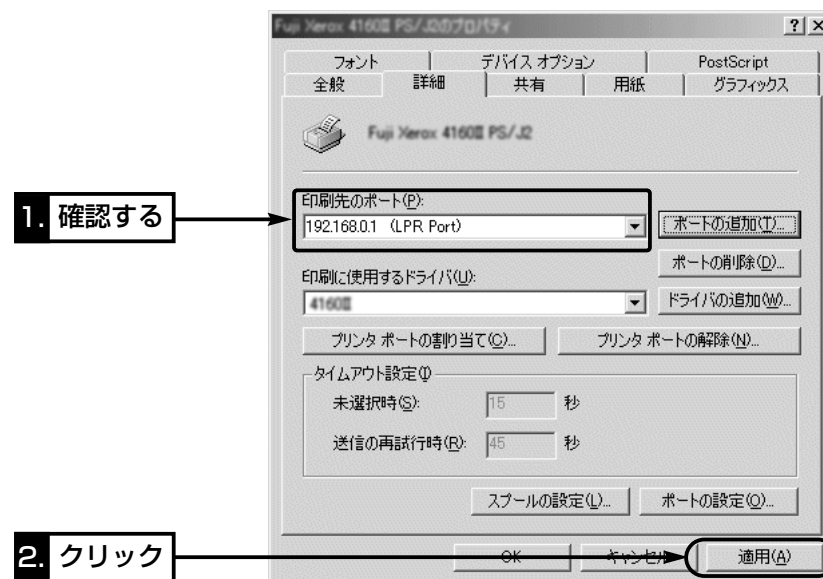 Fuji Xerox 4160Ⅱ PS/J2のプロパティ
フォント デバイス オプション PostScript
全般 詳細 共有 用紙 グラフィックス
Fuji Xerox 4160Ⅱ PS/J2
印刷先のポート(P):
1. 確認する
192.168.0.1 (LPR Port)
ポートの追加(T)...
ポートの削除(D)...
印刷に使用するドライバ(U):
4160Ⅱ
ドライバの追加(W)...
プリンタ ポートの割り当て(C)... プリンタ ポートの解除(N)...
タイムアウト設定(I)
未選択時(S): 15 秒
送信の再試行時(R): 45 秒
スプールの設定(L)... ポートの設定(O)...
2. クリック
OK キャンセル 適用(A)